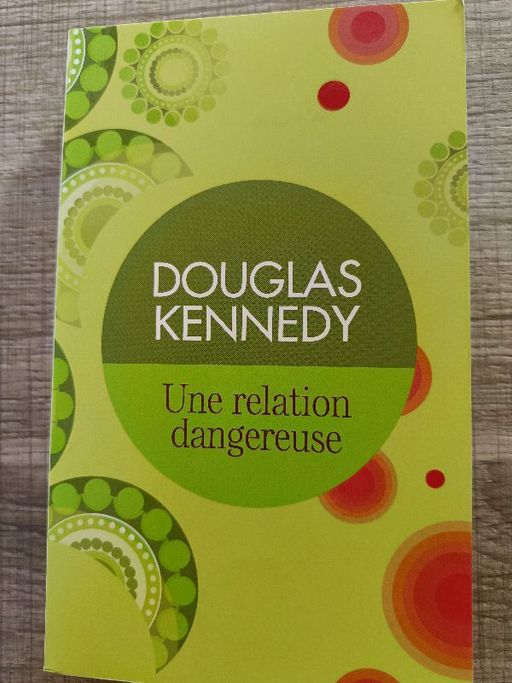 DOUGLAS
KENNEDY
Une relation
dangereuse